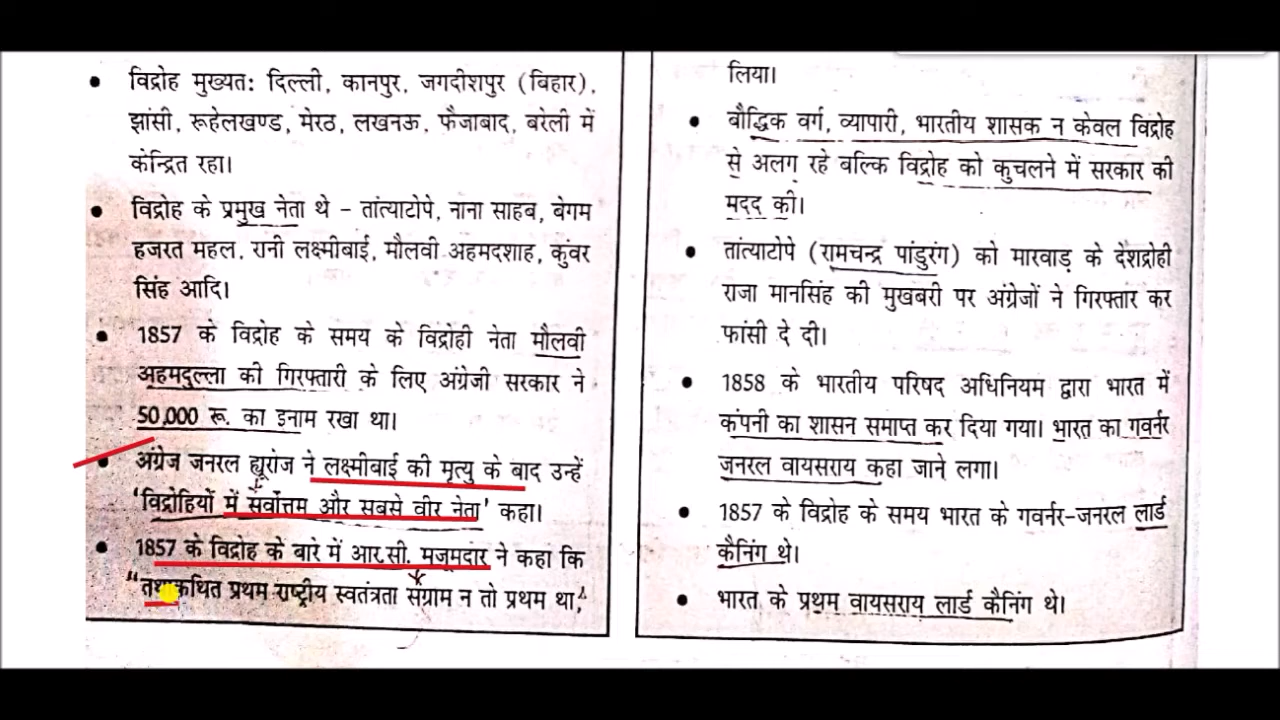 विद्रोह मुख्यत: दिल्ली, कानपुर, जगदीशपुर (बिहार),
झांसी, रूहेलखण्ड, मेरठ, लखनऊ, फैजाबाद, बरेली में
केन्द्रित रहा।
विद्रोह के प्रमुख नेता थे - तांत्याटोपे, नाना साहब, बेगम
हजरत महल, रानी लक्ष्मीबाई, मौलवी अहमदशाह, कुंवर
सिंह आदि।
1857 के विद्रोह के समय के विद्रोही नेता मौलवी
अहमदुल्ला की गिरफ्तारी के लिए अंग्रेजी सरकार ने
50,000 रू. का इनाम रखा था।
अंग्रेज जनरल ह्यूरोज ने लक्ष्मीबाई की मृत्यु के बाद उन्हें
'विद्रोहियों में सर्वोत्तम और सबसे वीर नेता' कहा।
1857 के विद्रोह के बारे में आर.सी. मजूमदार ने कहा कि
"तथाकथित प्रथम राष्ट्रीय स्वतंत्रता संग्राम न तो प्रथम था,
लिया।
बौद्धिक वर्ग, व्यापारी, भारतीय शासक न केवल विद्रोह
से अलग रहे बल्कि विद्रोह को कुचलने में सरकार की
मदद की।
तांत्याटोपे (रामचन्द्र पांडुरंग) को मारवाड़ के देशद्रोही
राजा मानसिंह की मुखबरी पर अंग्रेजों ने गिरफ्तार कर
फांसी दे दी।
1858 के भारतीय परिषद अधिनियम द्वारा भारत में
कंपनी का शासन समाप्त कर दिया गया। भारत का गवर्नर
जनरल वायसराय कहा जाने लगा।
1857 के विद्रोह के समय भारत के गवर्नर-जनरल लार्ड
कैनिंग थे।
भारत के प्रथम वायसराय लार्ड कैनिंग थे।